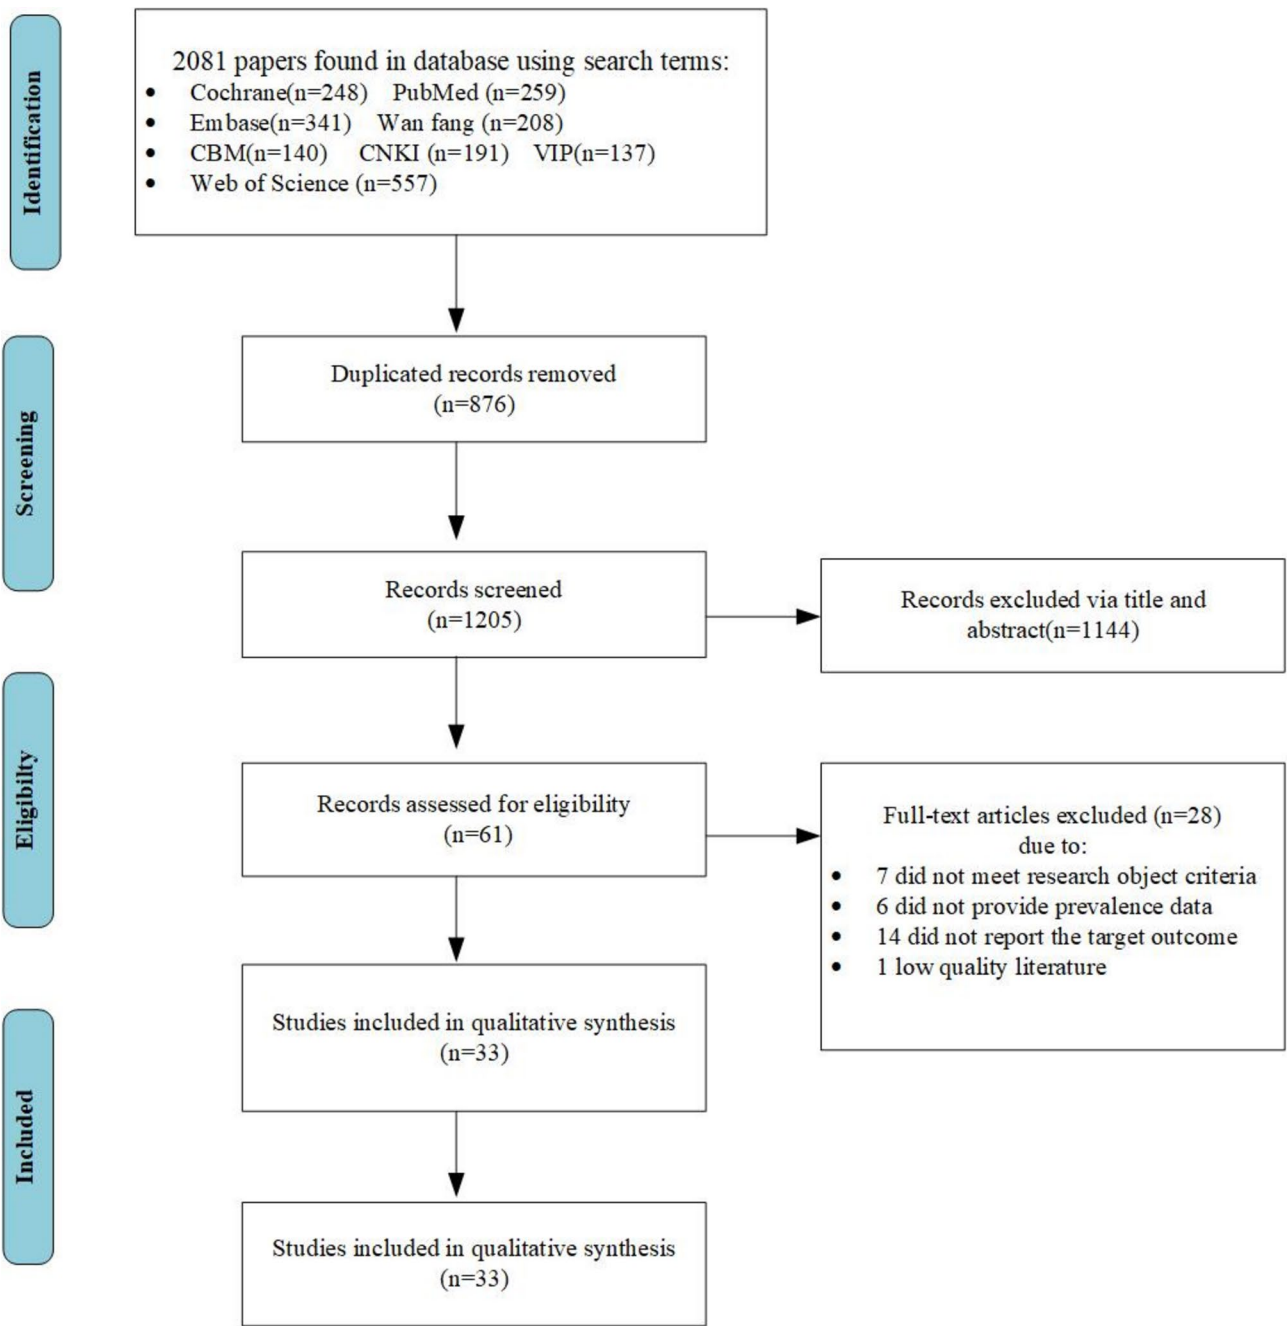 Identification
2081 papers found in database using search terms:
• Cochrane(n=248) PubMed (n=259)
• Embase(n=341) Wan fang (n=208)
• CBM(n=140) CNKI (n=191) VIP(n=137)
• Web of Science (n=557)
Screening
Duplicated records removed
(n=876)
Records screened
(n=1205)
Records excluded via title and
abstract(n=1144)
Eligibilty
Records assessed for eligibility
(n=61)
Full-text articles excluded (n=28)
due to:
• 7 did not meet research object criteria
• 6 did not provide prevalence data
• 14 did not report the target outcome
• 1 low quality literature
Included
Studies included in qualitative synthesis
(n=33)
Studies included in qualitative synthesis
(n=33)